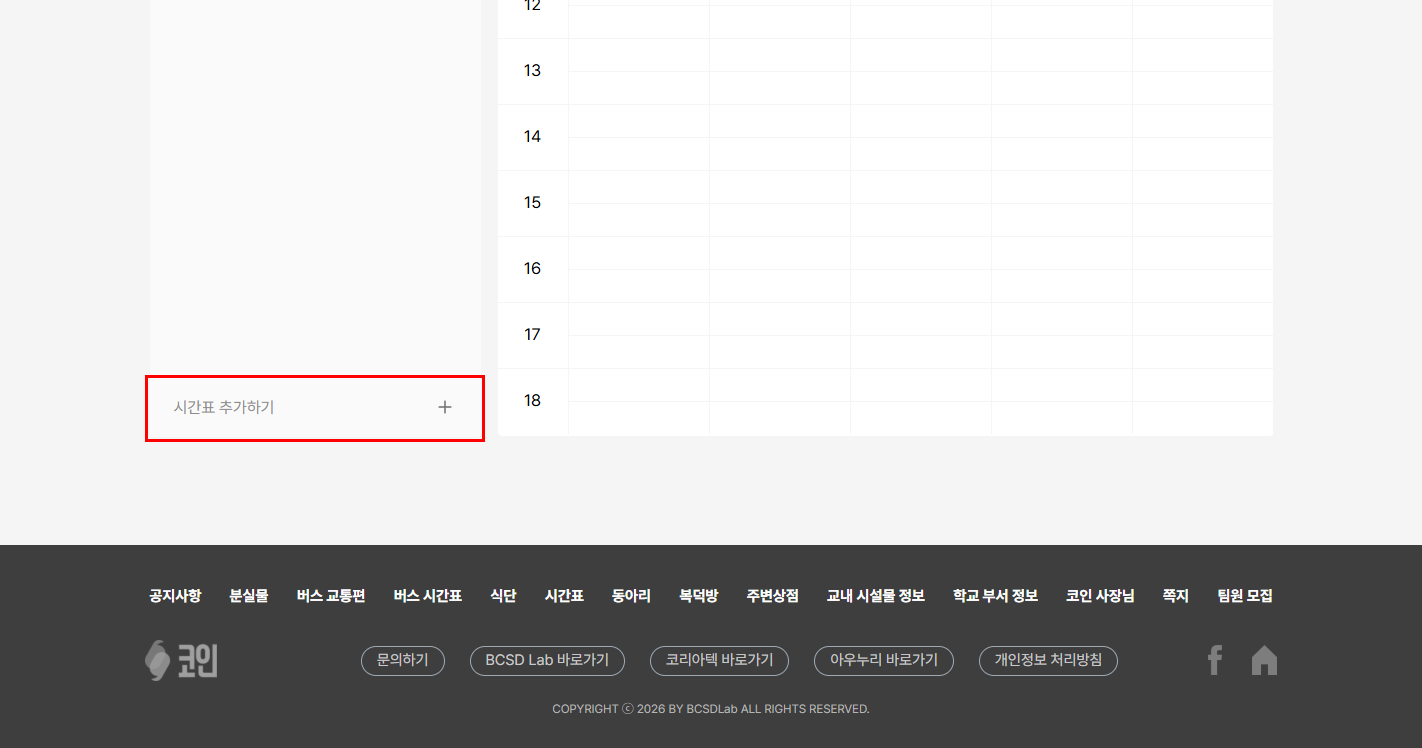 12
13
14
15
16
17
시간표 추가하기
18
공지사항 분실물 버스 교통편 버스 시간표 식단 시간표 동아리 복덕방 주변상점 교내 시설물 정보 학교 부서 정보 코인 사장님 쪽지 팀원 모집
코인 문의하기 BCSD Lab 바로가기 코리아텍 바로가기 아우누리 바로가기 개인정보 처리방침
COPYRIGHT ⓒ 2026 BY BCSDLab ALL RIGHTS RESERVED.